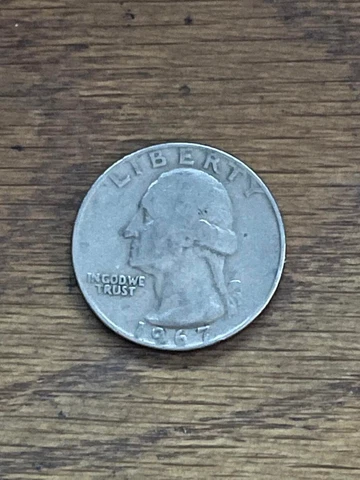 LIBERTY
IN GOD WE
TRUST
1967